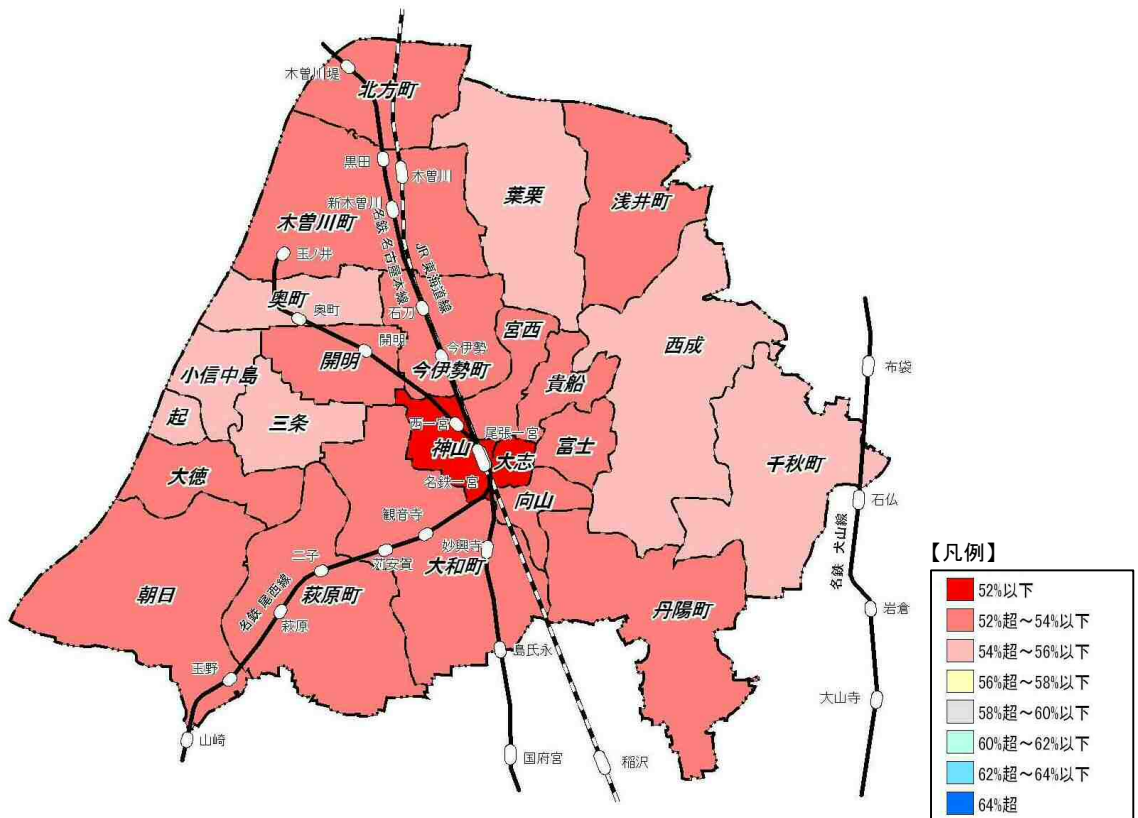 木曽川堤
北方町
黒田
木曽川
葉栗
浅井町
新木曽川
木曽川町
名鉄 名古屋本線
JR 東海道線
玉ノ井
奥町
奥町
石刀
宮西
西成
開明
開明
今伊勢
今伊勢町
布袋
小信中島
貴船
起
三条
西一宮
尾張一宮
神山
大志
富士
千秋町
大徳
名鉄一宮
向山
石仏
観音寺
妙興寺
二子
苅安賀
大和町
名鉄 犬山線
朝日
名鉄 尾西線
萩原町
萩原
丹陽町
岩倉
玉野
島氏永
大山寺
山崎
国府宮
稲沢
【凡例】
52%以下
52%超～54%以下
54%超～56%以下
56%超～58%以下
58%超～60%以下
60%超～62%以下
62%超～64%以下
64%超